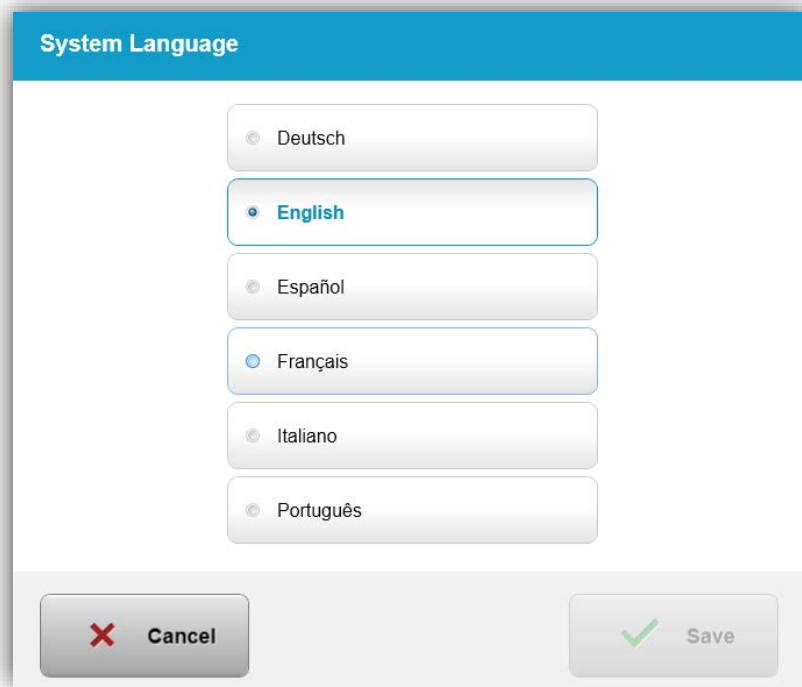 System Language
Deutsch
English
Español
Français
Italiano
Português
Cancel
Save